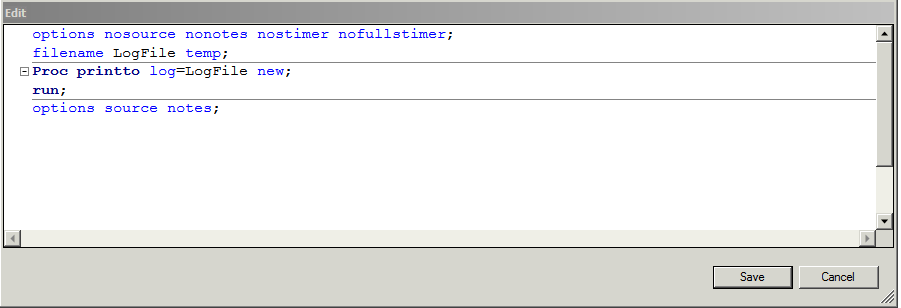 Edit
options nosource nonotes nostimer nofullstimer;
filename LogFile temp;
Proc printto log=LogFile new;
run;
options source notes;
Save
Cancel